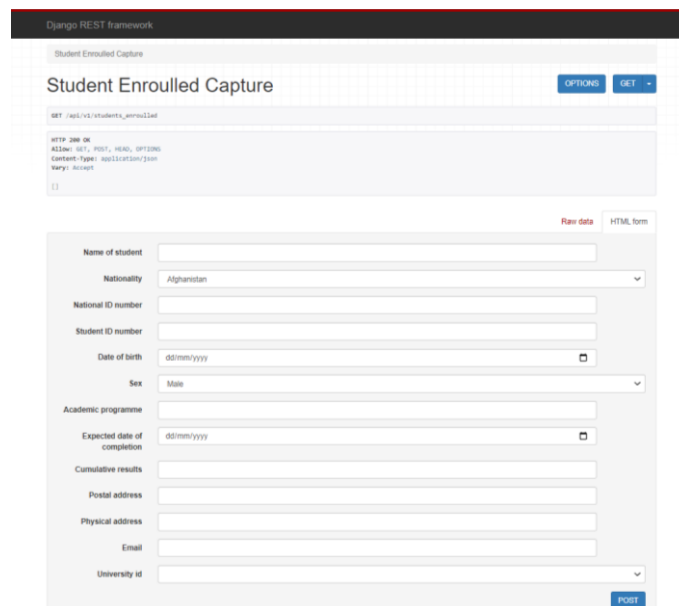 Django REST framework
Student Enroulled Capture
Student Enroulled Capture
OPTIONS GET
GET /api/v1/students_enroulled
HTTP 200 OK
Allow: GET, POST, HEAD, OPTIONS
Content-Type: application/json
Vary: Accept
[]
Raw data HTML form
Name of student
Nationality Afghanistan
National ID number
Student ID number
Date of birth dd/mm/yyyy
Sex Male
Academic programme
Expected date of dd/mm/yyyy
completion
Cumulative results
Postal address
Physical address
Email
University id
POST